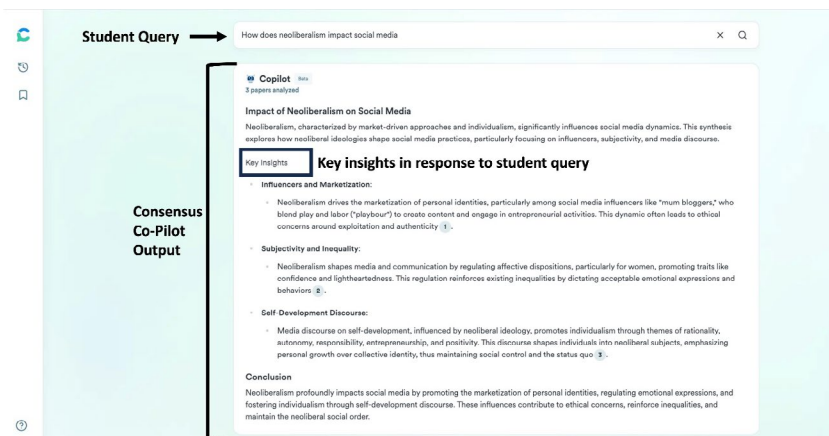 Student Query
How does neoliberalism impact social media
Copilot Beta
3 papers analyzed
Impact of Neoliberalism on Social Media
Neoliberalism, characterized by market-driven approaches and individualism, significantly influences social media dynamics. This synthesis
explores how neoliberal ideologies shape social media practices, particularly focusing on influencers, subjectivity, and media discourse.
Key Insights
Key insights in response to student query
Influencers and Marketization:
Neoliberalism drives the marketization of personal identities, particularly among social media influencers like "mum bloggers," who
blend play and labor ("playbour") to create content and engage in entrepreneurial activities. This dynamic often leads to ethical
concerns around exploitation and authenticity 1 .
Consensus
Co-Pilot
Output
Subjectivity and Inequality:
Neoliberalism shapes media and communication by regulating affective dispositions, particularly for women, promoting traits like
confidence and lightheartedness. This regulation reinforces existing inequalities by dictating acceptable emotional expressions and
behaviors 2 .
Self-Development Discourse:
Media discourse on self-development, influenced by neoliberal ideology, promotes individualism through themes of rationality,
autonomy, responsibility, entrepreneurship, and positivity. This discourse shapes individuals into neoliberal subjects, emphasizing
personal growth over collective identity, thus maintaining social control and the status quo 3 .
Conclusion
Neoliberalism profoundly impacts social media by promoting the marketization of personal identities, regulating emotional expressions, and
fostering individualism through self-development discourse. These influences contribute to ethical concerns, reinforce inequalities, and
maintain the neoliberal social order.